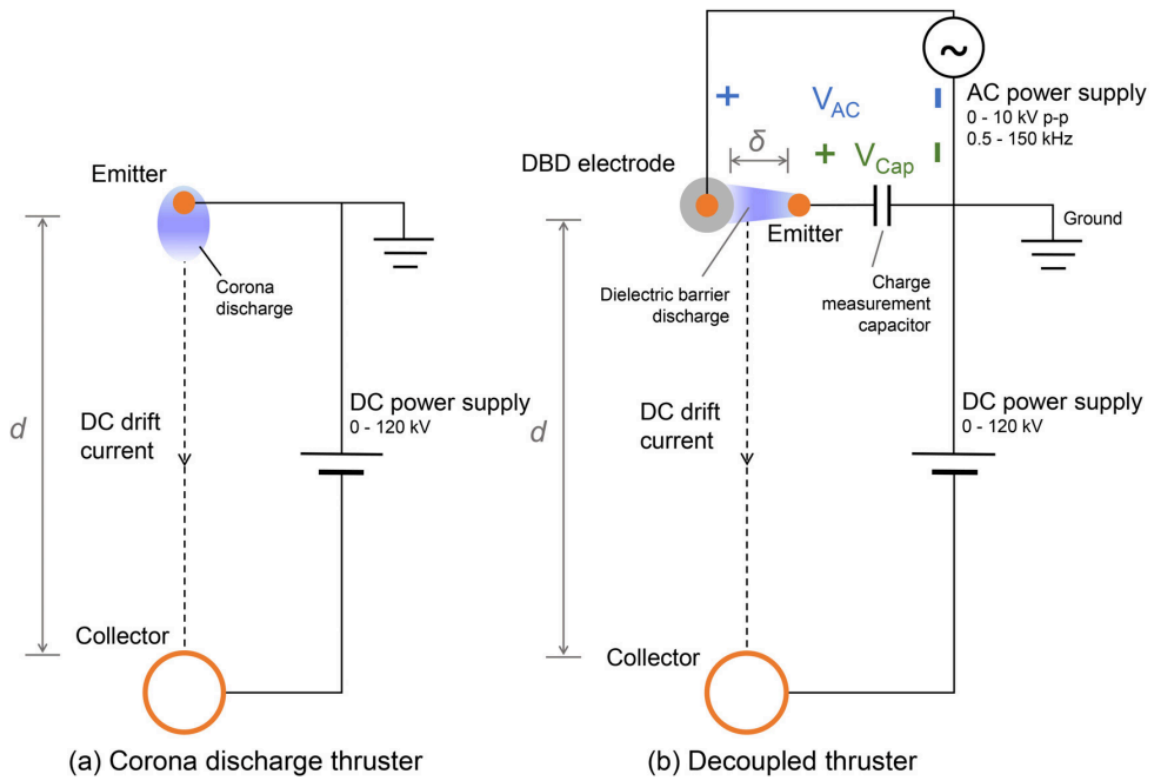 Emitter
Corona
discharge
d
DC drift
current
DC power supply
0 - 120 kV
Collector
(a) Corona discharge thruster
~
AC power supply
0 - 10 kV p-p
0.5 - 150 kHz
+ V_AC ı
δ
+ V_Cap ı
DBD electrode
Emitter
Ground
Dielectric barrier
discharge
Charge
measurement
capacitor
d
DC drift
current
DC power supply
0 - 120 kV
Collector
(b) Decoupled thruster